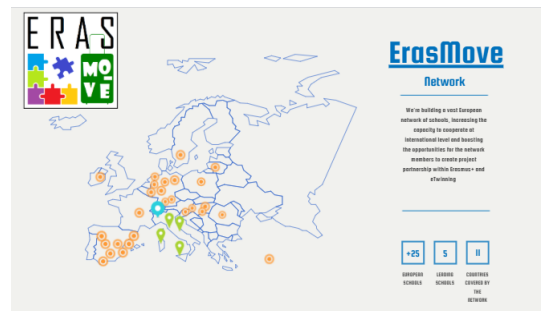 ERAS
MO
VE
ErasMove
Network
We're building a vast European
network of schools, increasing the
capacity to cooperate at
international level and boosting
the opportunities for the network
members to create project
partnership within Erasmus+ and
eTwinning
+25
5
11
EUROPEAN
SCHOOLS
LEADING
SCHOOLS
COUNTRIES
COVERED BY
THE
NETWORK